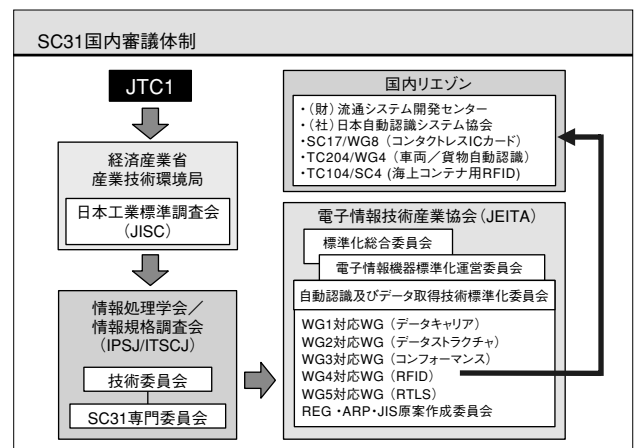 SC31国内審議体制
JTC1
経済産業省
産業技術環境局
日本工業標準調査会
（JISC）
情報処理学会／
情報規格調査会
（IPSJ/ITSCJ）
技術委員会
SC31専門委員会
国内リエゾン
・（財）流通システム開発センター
・（社）日本自動認識システム協会
・SC17/WG8（コンタクトレスICカード）
・TC204/WG4（車両／貨物自動認識）
・TC104/SC4（海上コンテナ用RFID)
電子情報技術産業協会（JEITA）
標準化総合委員会
電子情報機器標準化運営委員会
自動認識及びデータ取得技術標準化委員会
WG1対応WG（データキャリア）
WG2対応WG（データストラクチャ）
WG3対応WG（コンフォーマンス）
WG4対応WG（RFID）
WG5対応WG（RTLS）
REG・ARP・JIS原案作成委員会